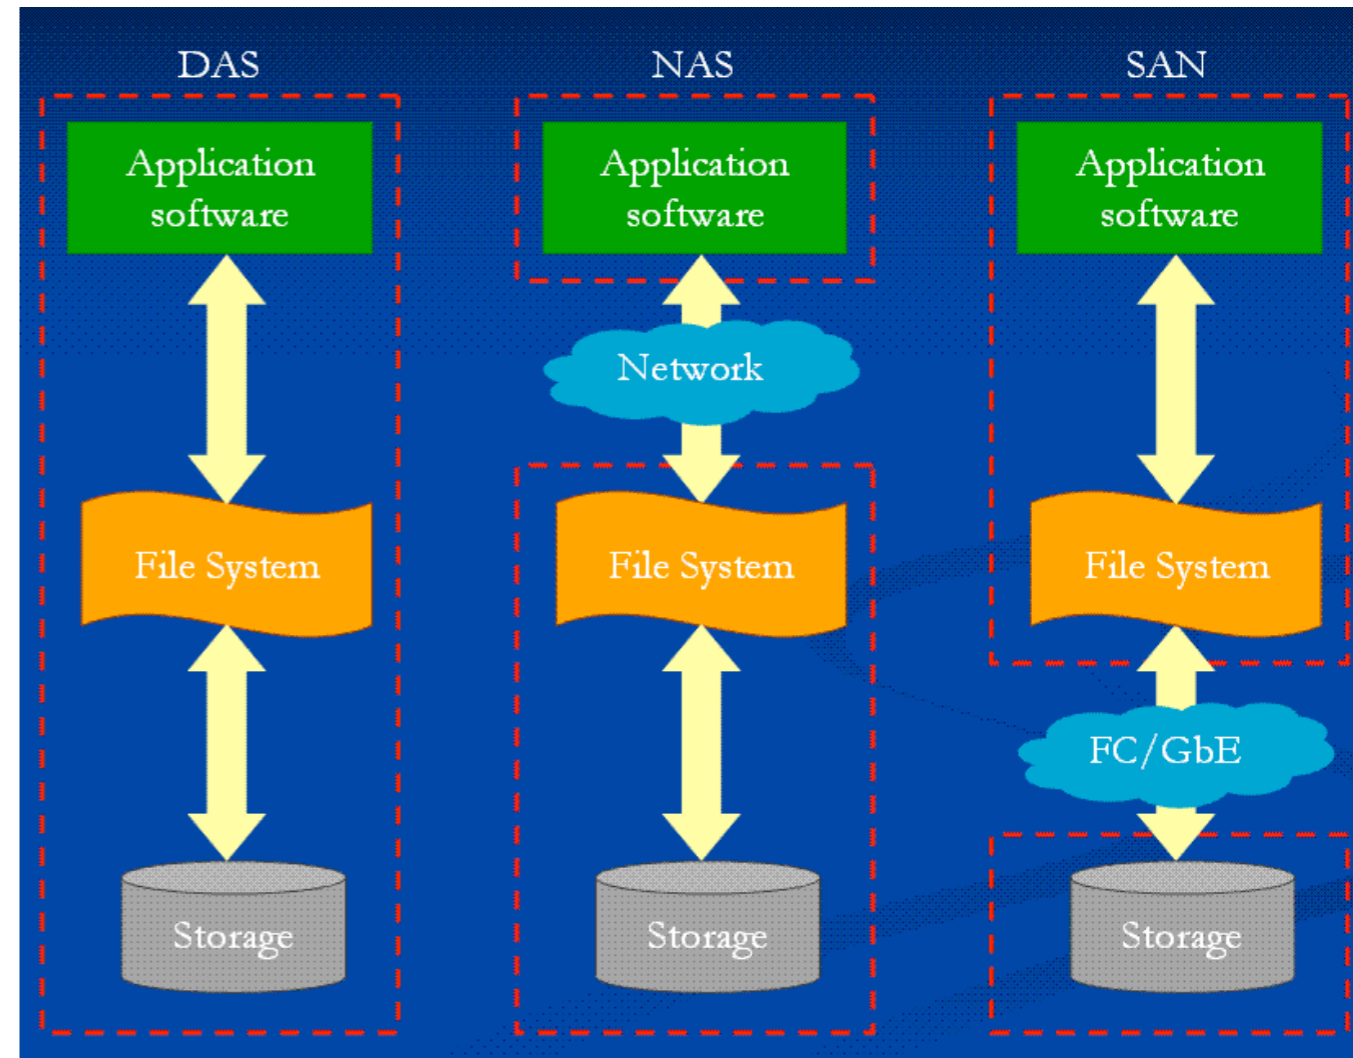 DAS
Application
software
File System
Storage
NAS
Application
software
Network
File System
Storage
SAN
Application
software
File System
FC/GbE
Storage